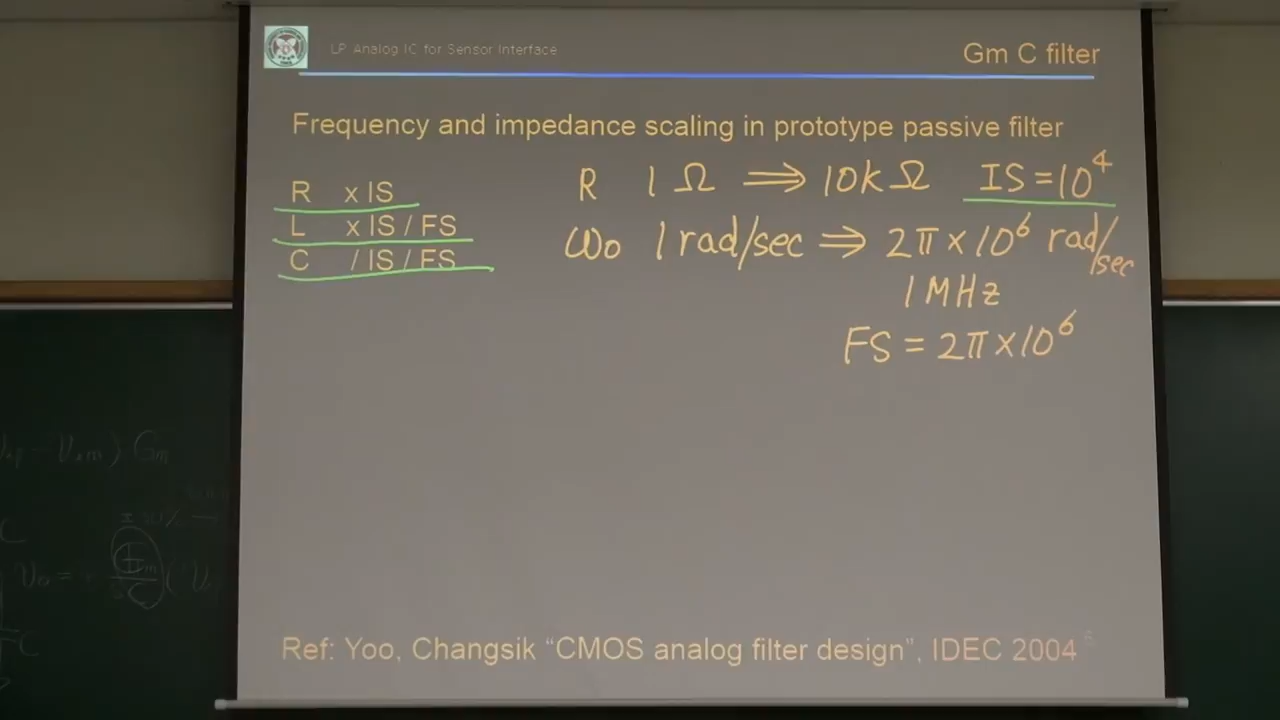 LP Analog IC for Sensor Interface
Gm C filter
Frequency and impedance scaling in prototype passive filter
R x IS
L x IS / FS
C / IS / FS
R 1 Ω ⟹ 10k Ω IS = 10⁴
ω₀ 1 rad/sec ⟹ 2π × 10⁶ rad/sec
1 MHz
FS = 2π × 10⁶
Ref: Yoo, Changsik “CMOS analog filter design”, IDEC 2004